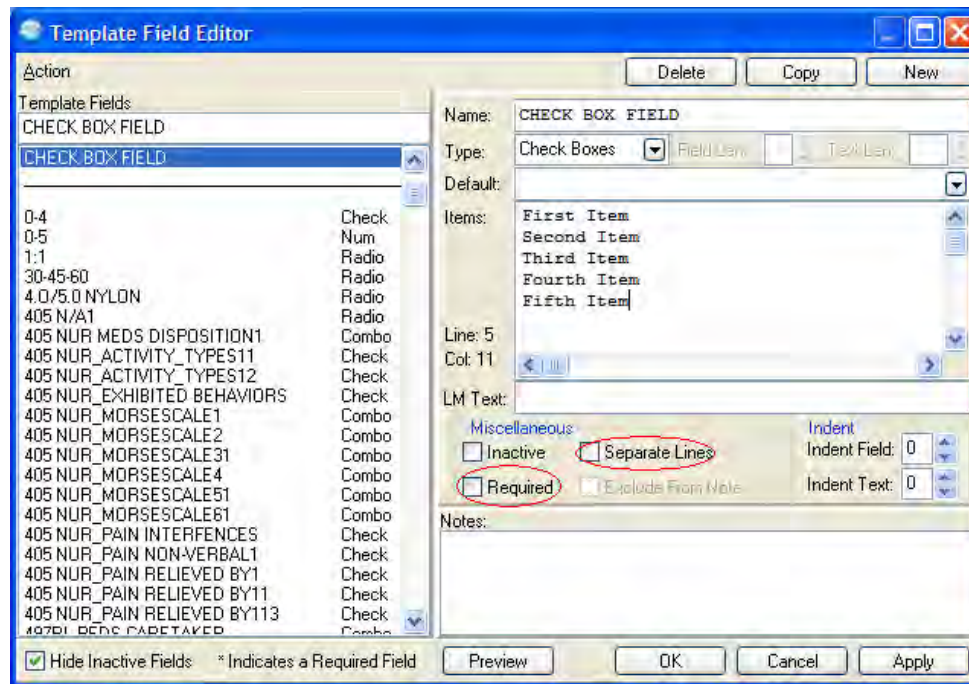 Template Field Editor
Action Delete Copy New
Template Fields
CHECK BOX FIELD
CHECK BOX FIELD
0-4 Check
0-5 Num
1:1 Radio
30-45-60 Radio
4.0/5.0 NYLON Radio
405 N/A1 Radio
405 NUR MEDS DISPOSITION1 Combo
405 NUR_ACTIVITY_TYPES11 Check
405 NUR_ACTIVITY_TYPES12 Check
405 NUR_EXHIBITED BEHAVIORS Check
405 NUR_MORSESCALE1 Combo
405 NUR_MORSESCALE2 Combo
405 NUR_MORSESCALE31 Combo
405 NUR_MORSESCALE4 Combo
405 NUR_MORSESCALE51 Combo
405 NUR_MORSESCALE61 Combo
405 NUR_PAIN INTERFENCES Check
405 NUR_PAIN NON-VERBAL1 Check
405 NUR_PAIN RELIEVED BY1 Check
405 NUR_PAIN RELIEVED BY11 Check
405 NUR_PAIN RELIEVED BY113 Check
Combo
Name: CHECK BOX FIELD
Type: Check Boxes Field Len: Text Len:
Default:
Items: First Item
Second Item
Third Item
Fourth Item
Fifth Item
Line: 5
Col: 11
LM Text:
Miscellaneous Indent
Inactive Separate Lines Indent Field: 0
Required Exclude From Note Indent Text: 0
Notes:
Hide Inactive Fields * Indicates a Required Field Preview OK Cancel Apply